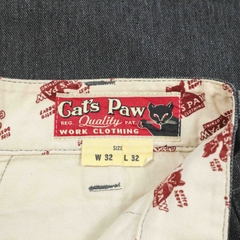 Cat's Paw
REG. Quality PAT.
WORK CLOTHING
SIZE
W 32 L 32